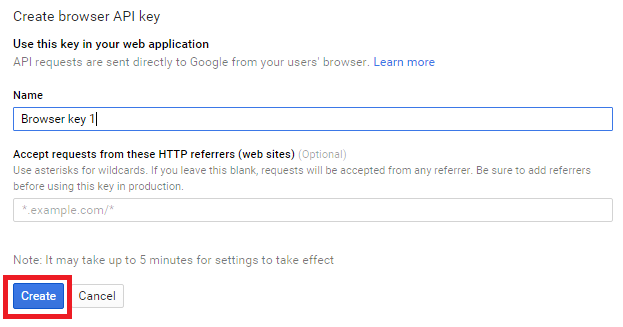 Create browser API key
Use this key in your web application
API requests are sent directly to Google from your users' browser. Learn more
Name
Browser key 1
Accept requests from these HTTP referrers (web sites) (Optional)
Use asterisks for wildcards. If you leave this blank, requests will be accepted from any referrer. Be sure to add referrers
before using this key in production.
*.example.com/*
Note: It may take up to 5 minutes for settings to take effect
Create Cancel